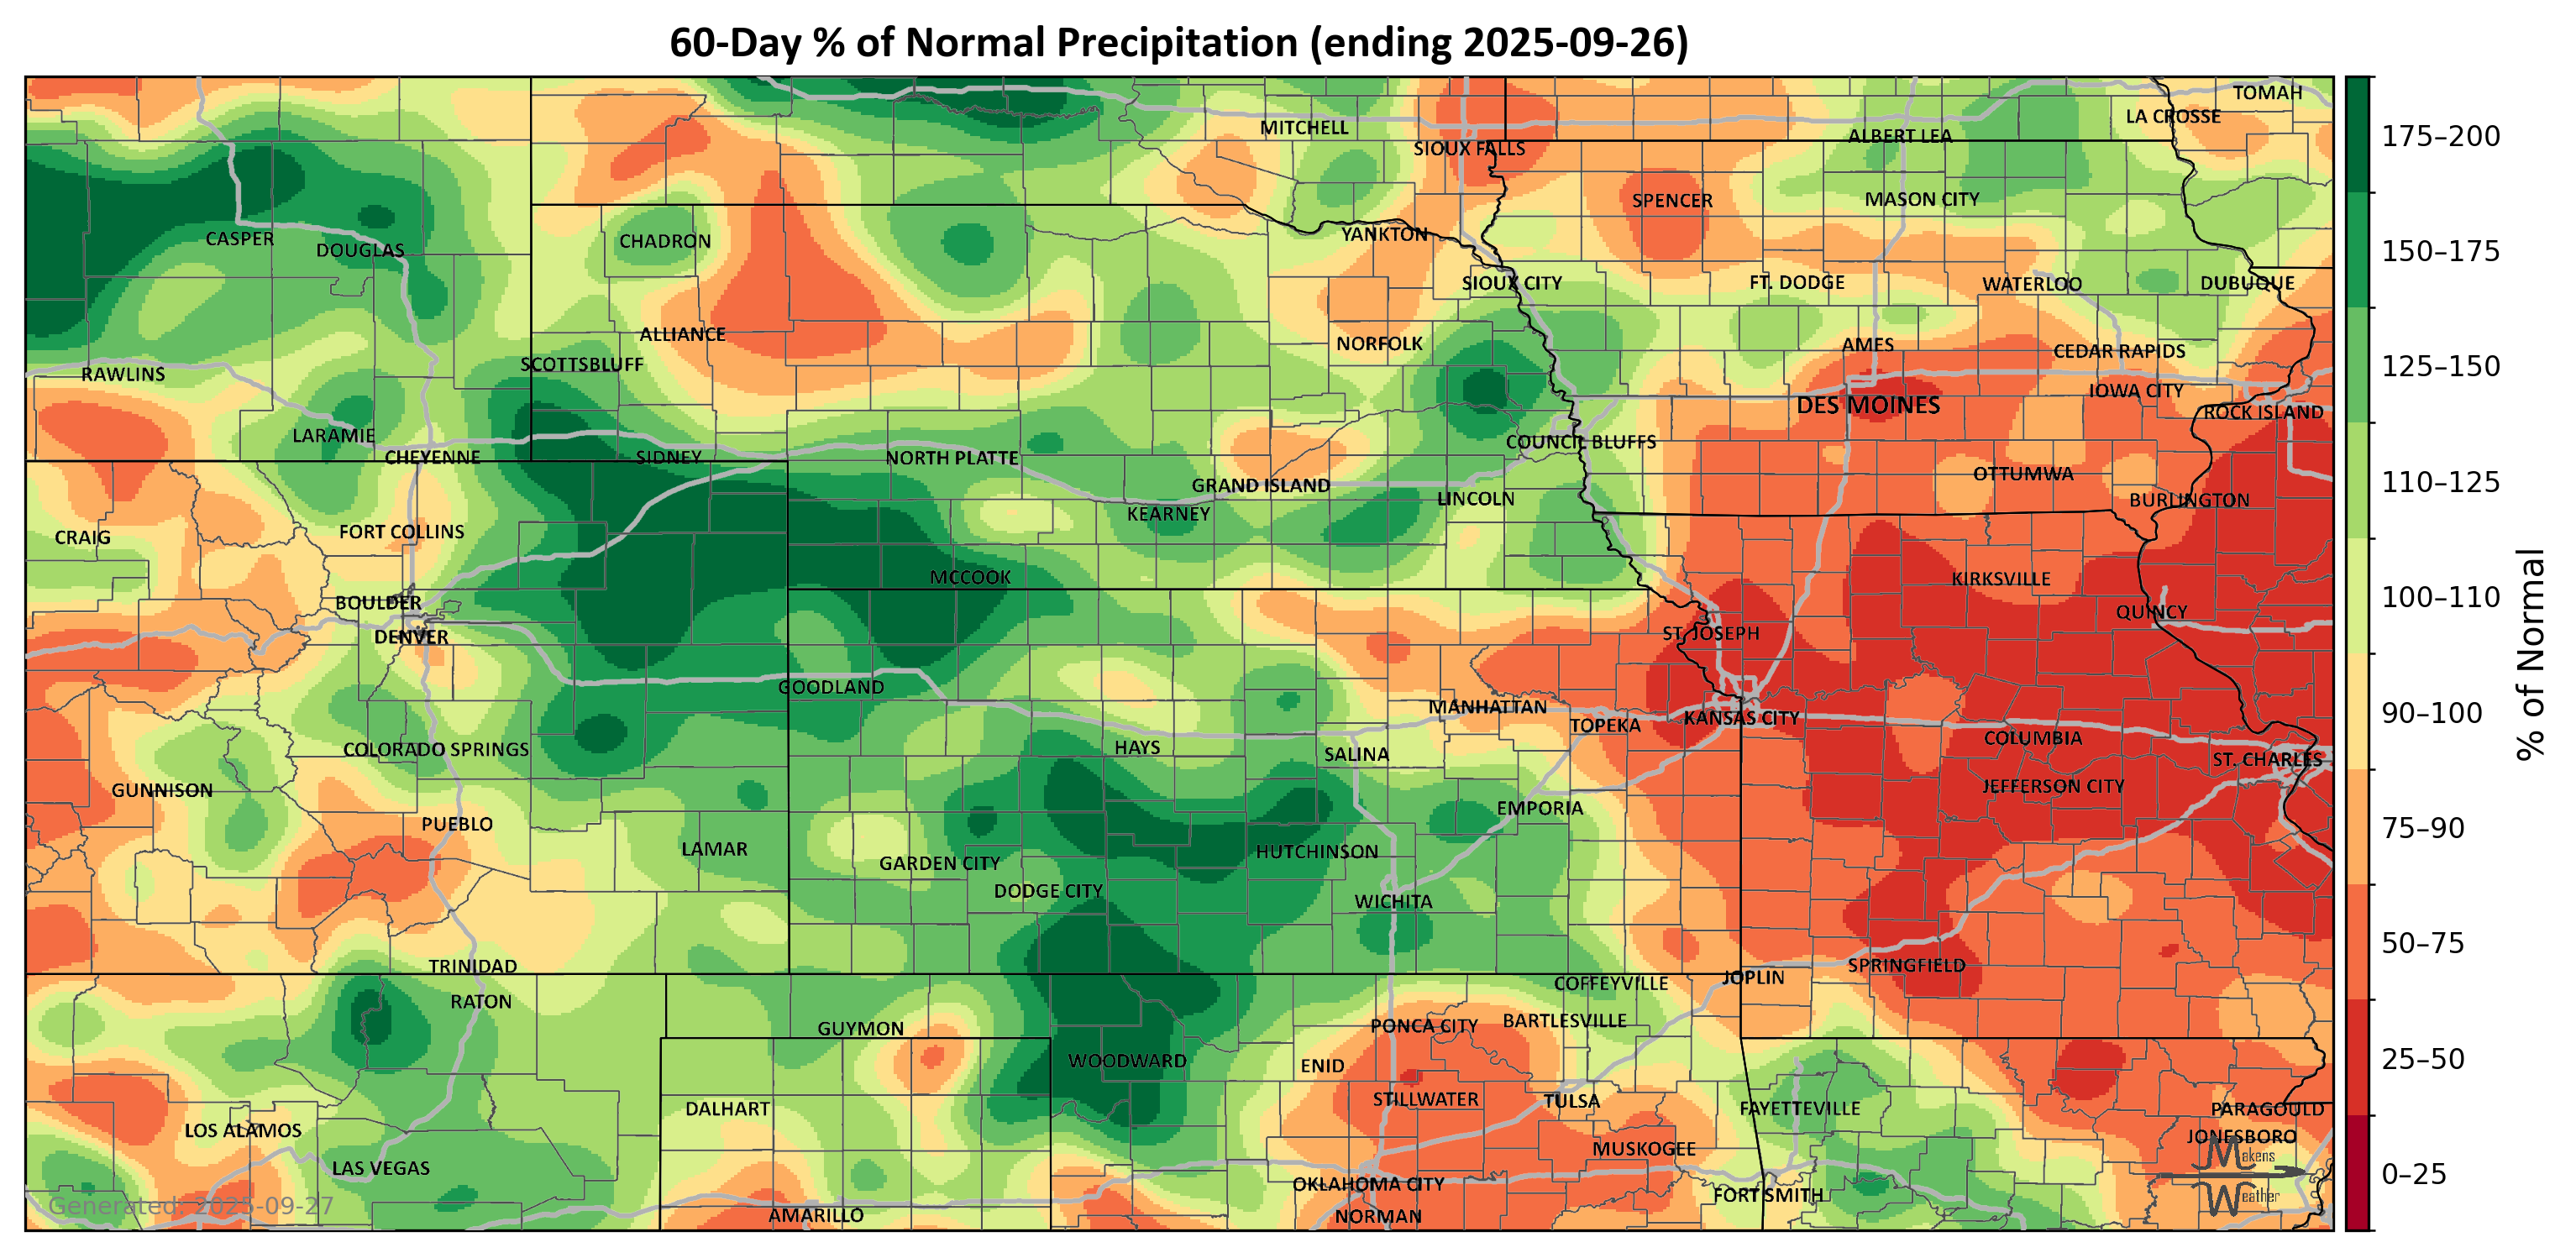 60-Day % of Normal Precipitation (ending 2025-09-26)
TOMAH
LA CROSSE
MITCHELL
ALBERT LEA
SIOUX FALLS
SPENCER
MASON CITY
YANKTON
CASPER
CHADRON
DOUGLAS
SIOUX CITY
FT. DODGE
WATERLOO
DUBUQUE
ALLIANCE
NORFOLK
AMES
CEDAR RAPIDS
SCOTTSBLUFF
RAWLINS
IOWA CITY
DES MOINES
ROCK ISLAND
LARAMIE
COUNCIL BLUFFS
CHEYENNE
SIDNEY
NORTH PLATTE
OTTUMWA
GRAND ISLAND
LINCOLN
BURLINGTON
KEARNEY
FORT COLLINS
CRAIG
MCCOOK
KIRKSVILLE
BOULDER
QUINCY
DENVER
ST. JOSEPH
GOODLAND
MANHATTAN
KANSAS CITY
TOPEKA
COLUMBIA
COLORADO SPRINGS
HAYS
SALINA
ST. CHARLES
JEFFERSON CITY
GUNNISON
EMPORIA
PUEBLO
LAMAR
HUTCHINSON
GARDEN CITY
DODGE CITY
WICHITA
TRINIDAD
SPRINGFIELD
JOPLIN
COFFEYVILLE
RATON
BARTLESVILLE
PONCA CITY
GUYMON
WOODWARD
ENID
STILLWATER
TULSA
DALHART
FAYETTEVILLE
PARAGOULD
LOS ALAMOS
JONESBORO
MUSKOGEE
Makens
LAS VEGAS
OKLAHOMA CITY
FORT SMITH
Weather
Generated: 2025-09-27
AMARILLO
NORMAN
175–200
150–175
125–150
110–125
100–110
90–100
75–90
50–75
25–50
0–25
% of Normal